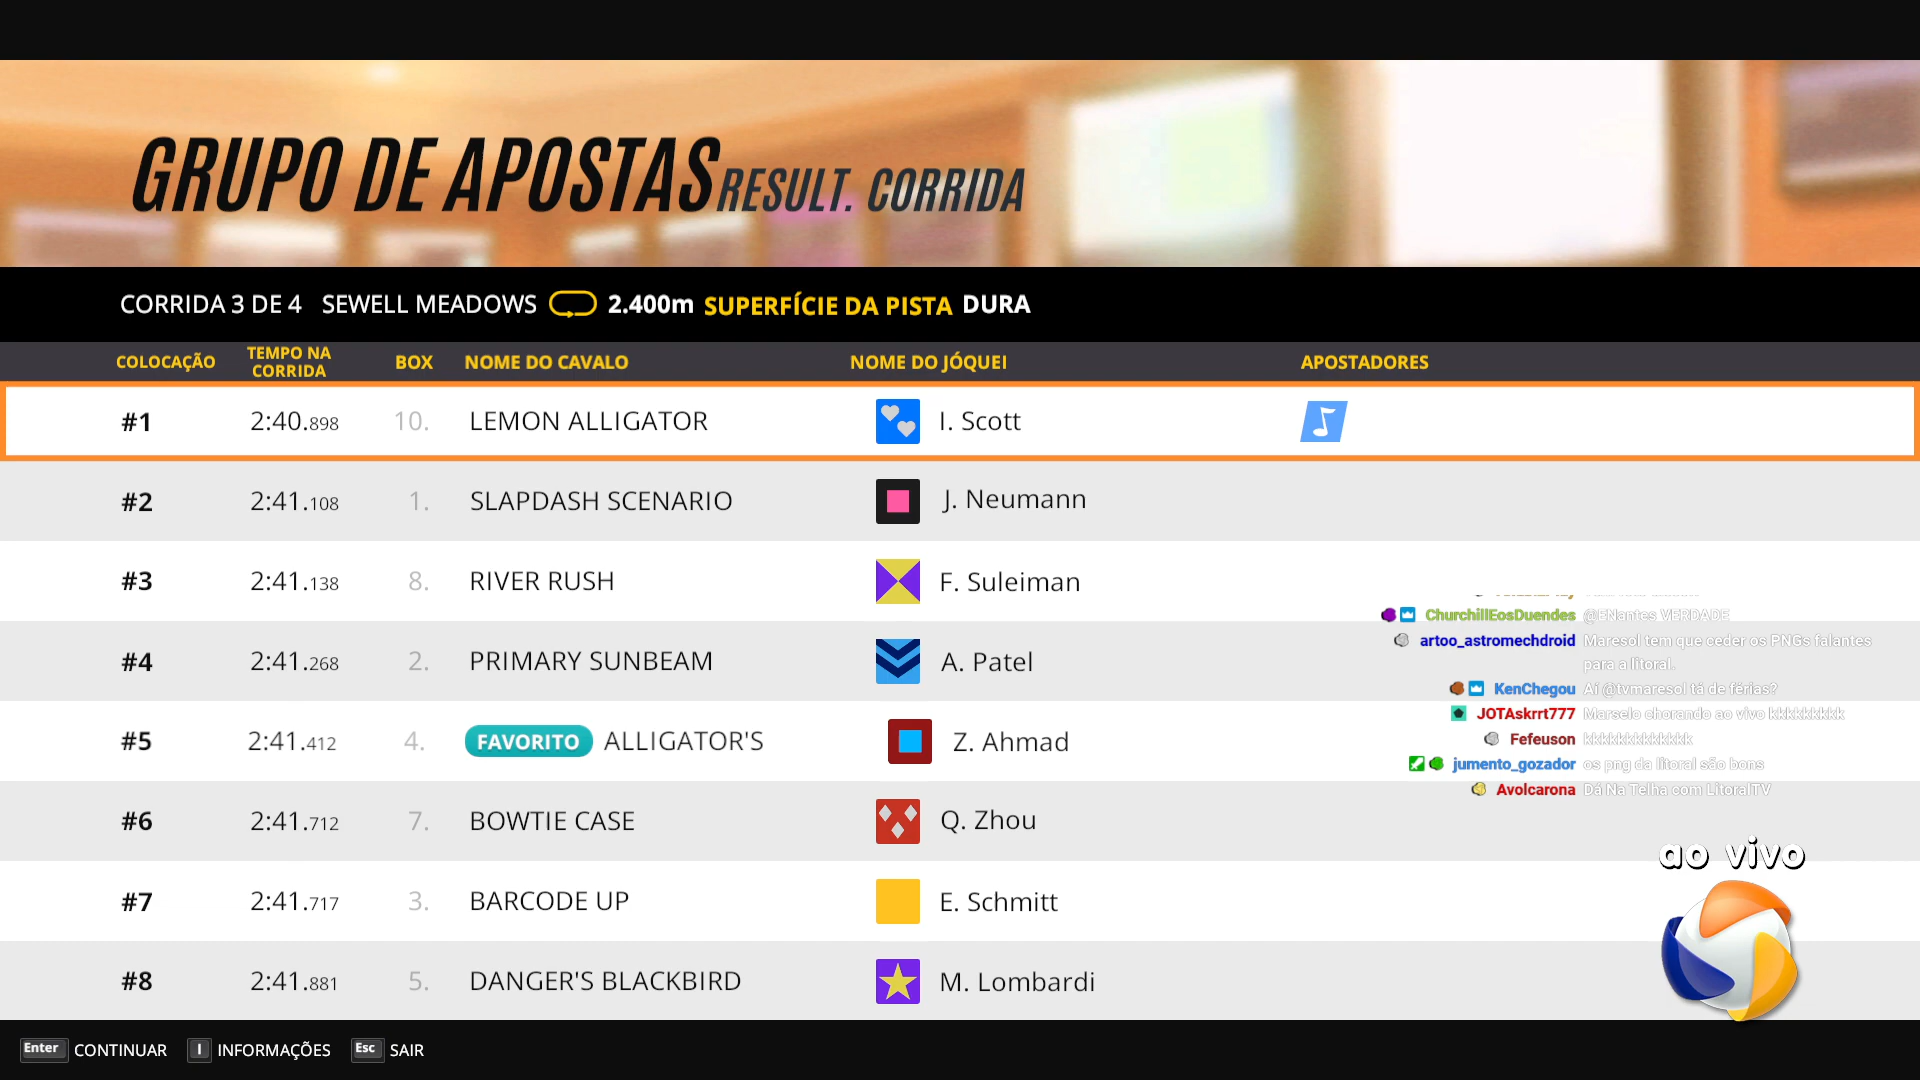 GRUPO DE APOSTAS RESULT. CORRIDA
CORRIDA 3 DE 4 SEWELL MEADOWS 2.400m SUPERFÍCIE DA PISTA DURA
COLOCAÇÃO TEMPO NA CORRIDA BOX NOME DO CAVALO NOME DO JÓQUEI APOSTADORES
#1 2:40.898 10. LEMON ALLIGATOR I. Scott
#2 2:41.108 1. SLAPDASH SCENARIO J. Neumann
#3 2:41.138 8. RIVER RUSH F. Suleiman
#4 2:41.268 2. PRIMARY SUNBEAM A. Patel
#5 2:41.412 4. FAVORITO ALLIGATOR'S Z. Ahmad
#6 2:41.712 7. BOWTIE CASE Q. Zhou
#7 2:41.717 3. BARCODE UP E. Schmitt
#8 2:41.881 5. DANGER'S BLACKBIRD M. Lombardi
ChurchillEosDuendes @ENantes VERDADE
artoo_astromechdroid Maresol tem que ceder os PNGs falantes
para a litoral.
KenChegou Aí @tvmaresol tá de férias?
JOTAskrrt777 Marselo chorando ao vivo kkkkkkkkk
Fefeuson kkkkkkkkkkkkk
jumento_gozador os png da litoral são bons
Avolcarona Dá Na Telha com LitoralTV
ao vivo
Enter CONTINUAR I INFORMAÇÕES Esc SAIR